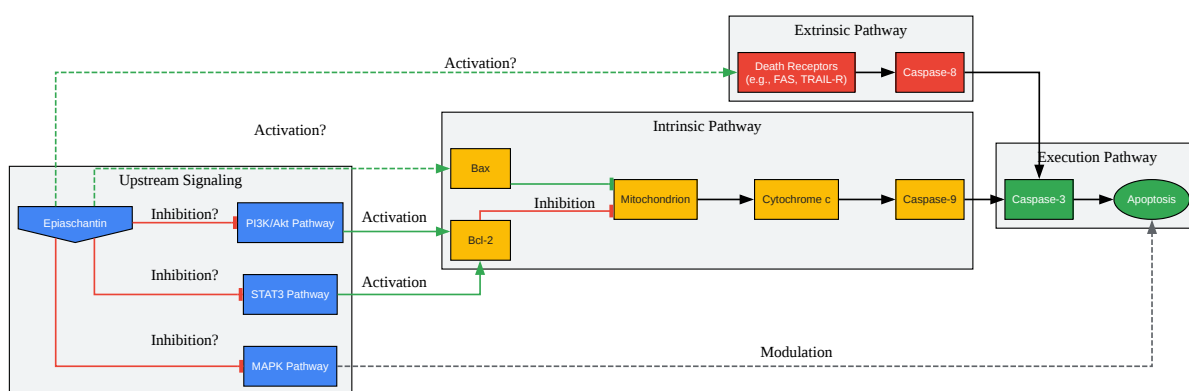 Extrinsic Pathway
Activation?
Death Receptors
(e.g., FAS, TRAIL-R)
Caspase-8
Activation?
Intrinsic Pathway
Bax
Execution Pathway
Upstream Signaling
Epiaschantin
Inhibition?
PI3K/Akt Pathway
Activation
Bcl-2
Inhibition
Mitochondrion
Cytochrome c
Caspase-9
Caspase-3
Apoptosis
Inhibition?
STAT3 Pathway
Activation
Inhibition?
MAPK Pathway
Modulation